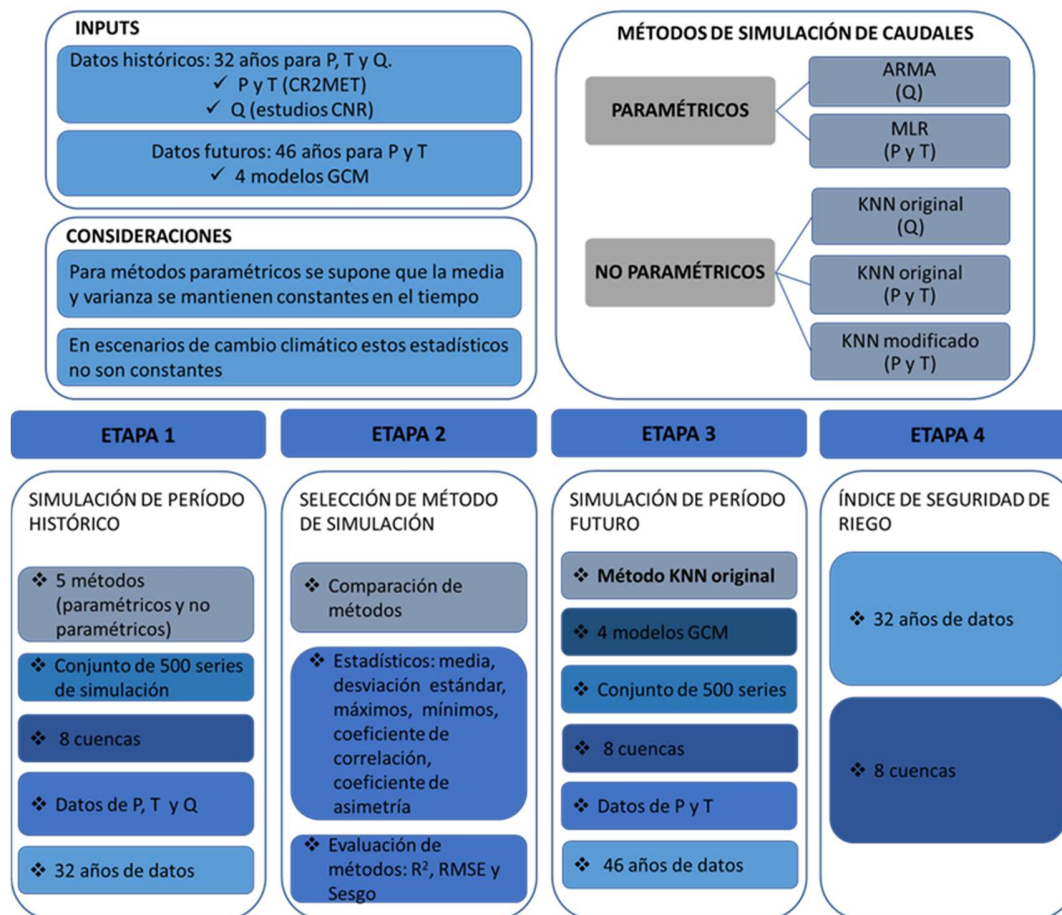 INPUTS
Datos históricos: 32 años para P, T y Q.
✓ P y T (CR2MET)
✓ Q (estudios CNR)
Datos futuros: 46 años para P y T
✓ 4 modelos GCM
CONSIDERACIONES
Para métodos paramétricos se supone que la media
y varianza se mantienen constantes en el tiempo
En escenarios de cambio climático estos estadísticos
no son constantes
MÉTODOS DE SIMULACIÓN DE CAUDALES
PARAMÉTRICOS
ARMA
(Q)
MLR
(P y T)
NO PARAMÉTRICOS
KNN original
(Q)
KNN original
(P y T)
KNN modificado
(P y T)
ETAPA 1
SIMULACIÓN DE PERÍODO
HISTÓRICO
❖ 5 métodos
(paramétricos y no
paramétricos)
❖ Conjunto de 500 series
de simulación
❖ 8 cuencas
❖ Datos de P, T y Q
❖ 32 años de datos
ETAPA 2
SELECCIÓN DE MÉTODO
DE SIMULACIÓN
❖ Comparación de
métodos
❖ Estadísticos: media,
desviación estándar,
máximos, mínimos,
coeficiente de
correlación,
coeficiente de
asimetría
❖ Evaluación de
métodos: R², RMSE y
Sesgo
ETAPA 3
SIMULACIÓN DE PERÍODO
FUTURO
❖ Método KNN original
❖ 4 modelos GCM
❖ Conjunto de 500 series
❖ 8 cuencas
❖ Datos de P y T
❖ 46 años de datos
ETAPA 4
ÍNDICE DE SEGURIDAD DE
RIEGO
❖ 32 años de datos
❖ 8 cuencas